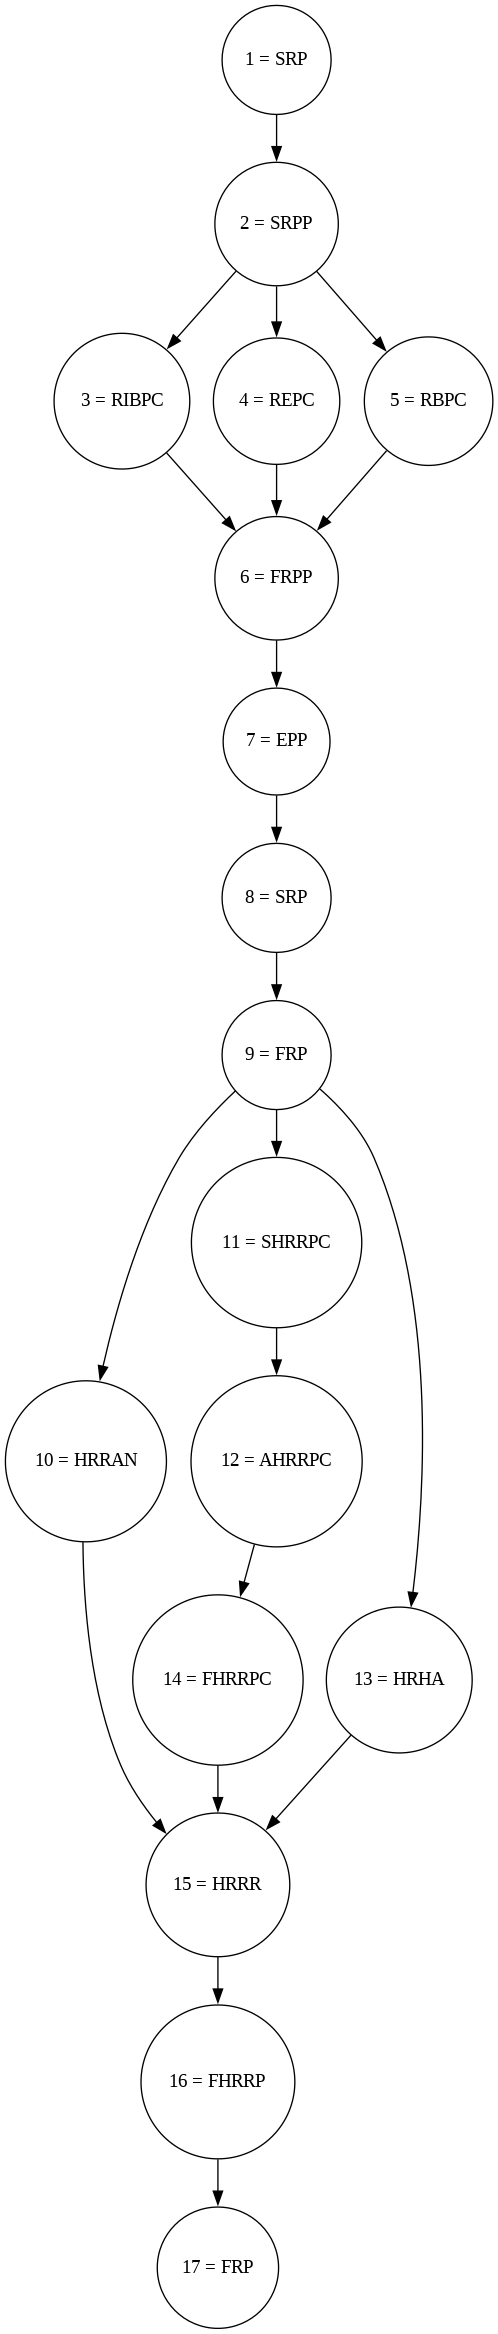 1 = SRP
2 = SRPP
3 = RIBPC
4 = REPC
5 = RBPC
6 = FRPP
7 = EPP
8 = SRP
9 = FRP
11 = SHRRPC
10 = HRRAN
12 = AHRRPC
14 = FHRRPC
13 = HRHA
15 = HRRR
16 = FHRRP
17 = FRP